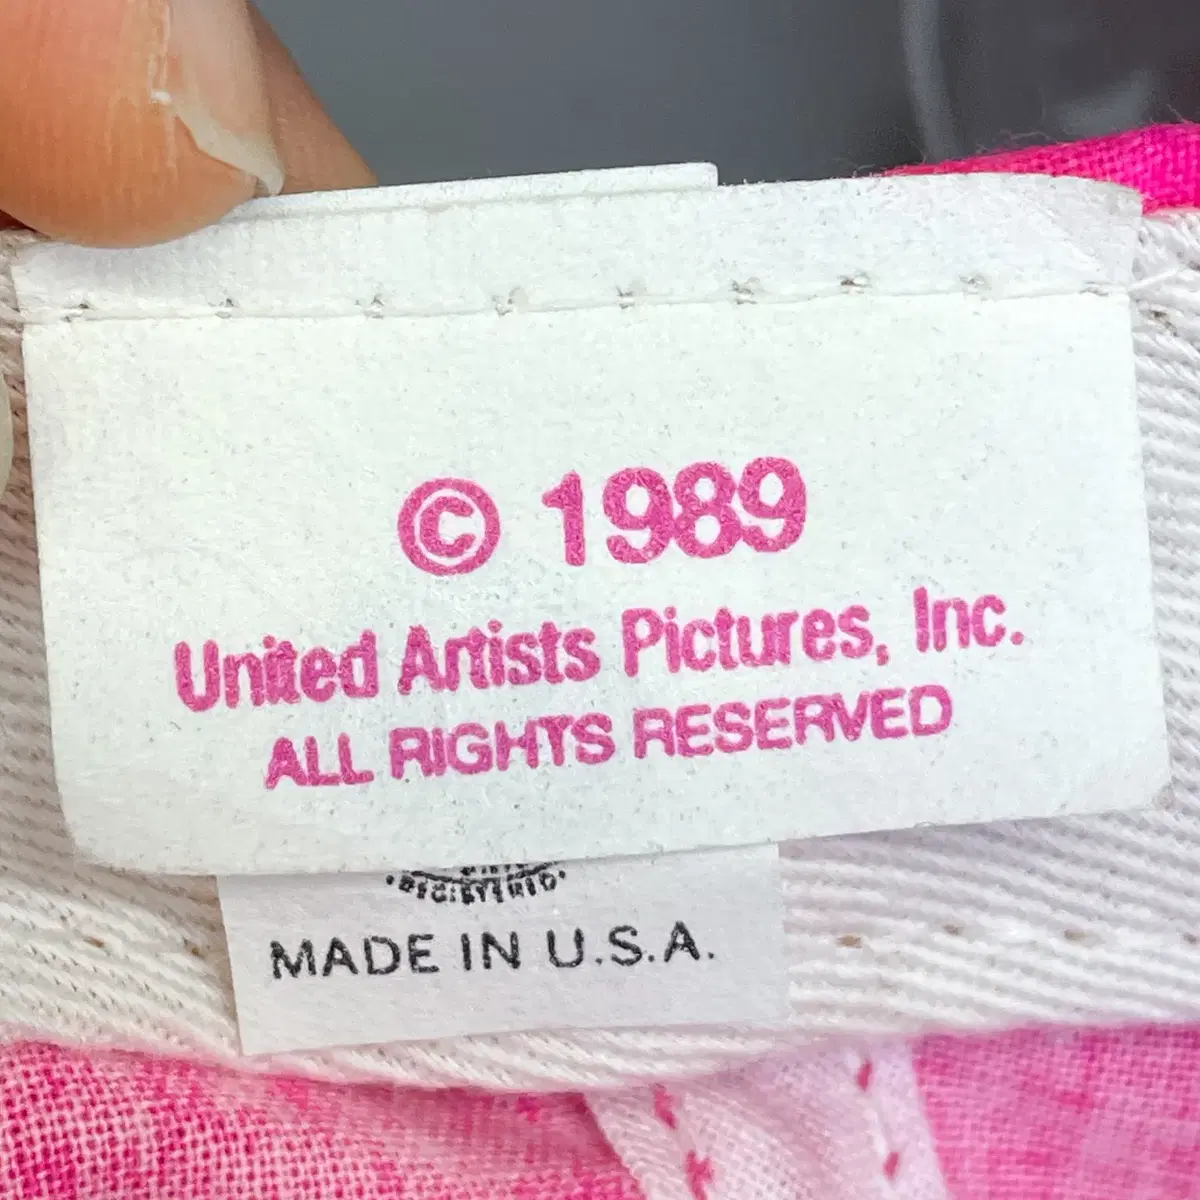 © 1989
United Artists Pictures, Inc.
ALL RIGHTS RESERVED
MADE IN U.S.A.